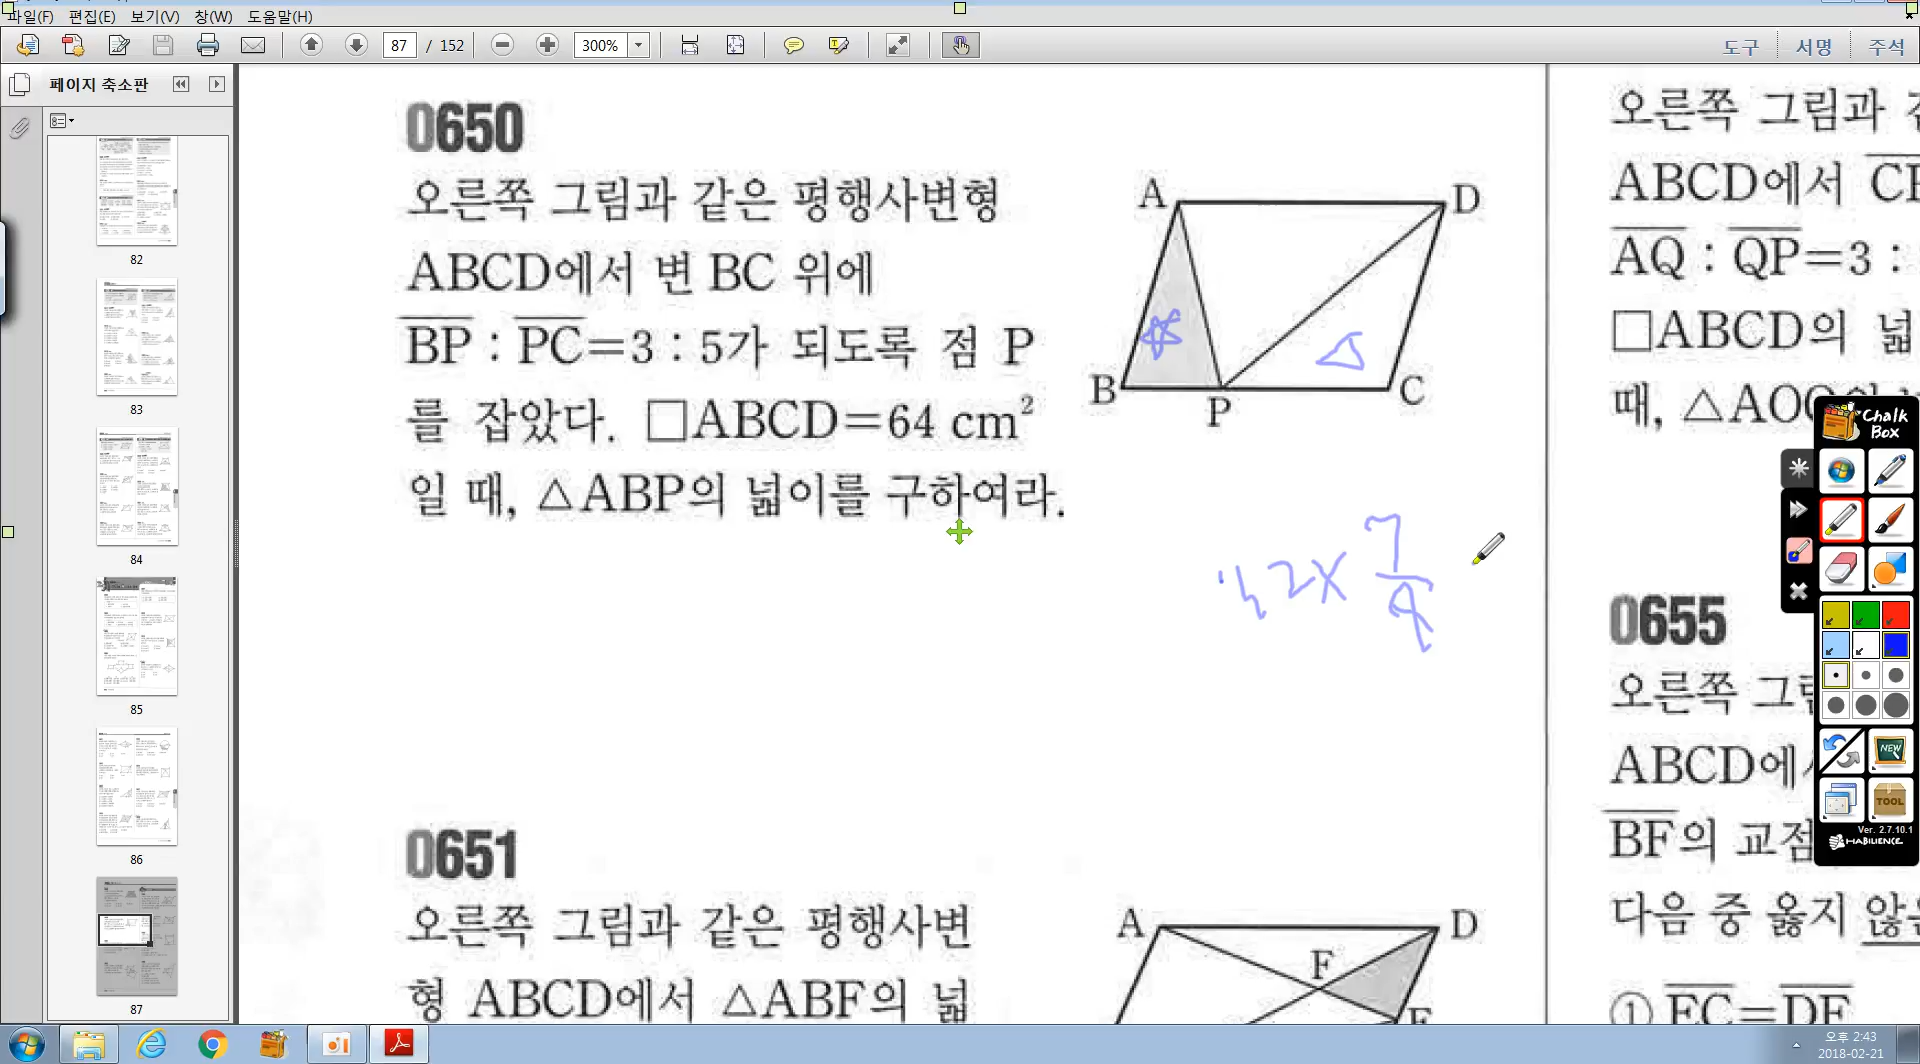 파일(F) 편집(E) 보기(V) 창(W) 도움말(H)
87 / 152 300% 도구 서명 주석
페이지 축소판
82
83
84
85
86
87
0650
오른쪽 그림과 같은 평행사변형
ABCD에서 변 BC 위에
BP : PC=3 : 5가 되도록 점 P
를 잡았다. □ABCD=64 cm²
일 때, △ABP의 넓이를 구하여라.
A D
B P C
7
0651
오른쪽 그림과 같은 평행사변
형 ABCD에서 △ABF의 넓
A D
F
E
오른쪽 그림과
ABCD에서
AQ : QP=3 :
□ABCD의 넓
때,
0655
오른쪽
ABCD에
BF의 교점
다음 중 옳지 않은
① EC=DF
Chalk Box
NEW
TOOL
Ver. 2.7.10.1
HABILIENCE
오후 2:43
2018-02-21